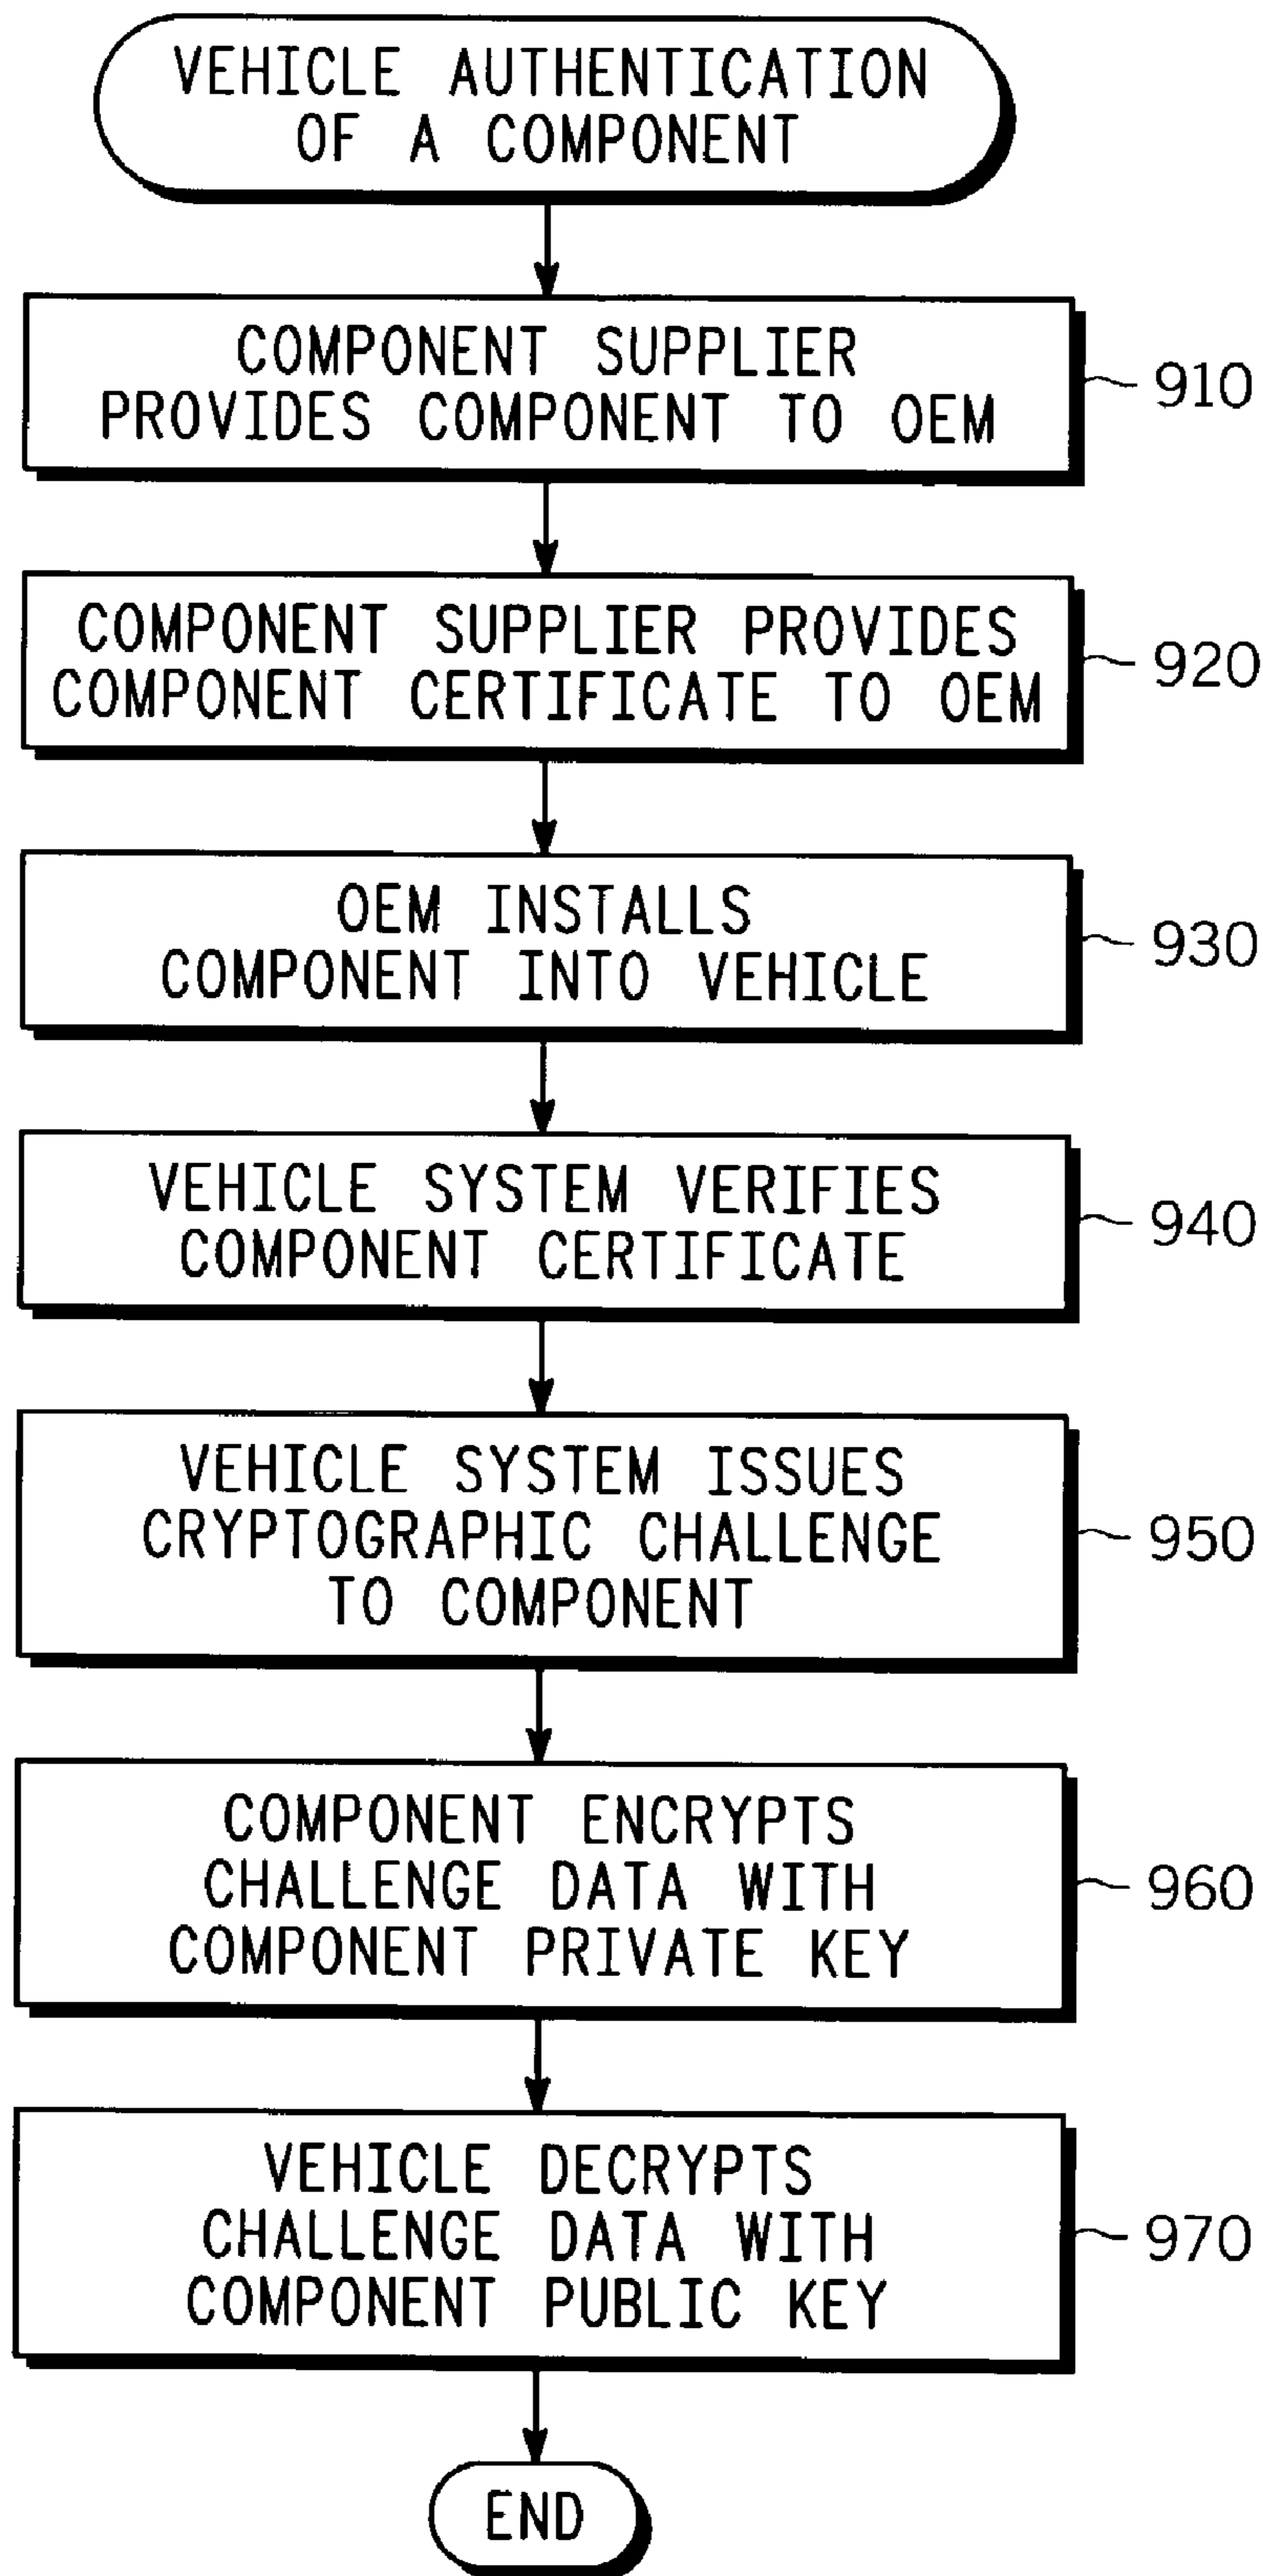 VEHICLE AUTHENTICATION
OF A COMPONENT
COMPONENT SUPPLIER
PROVIDES COMPONENT TO OEM
910
COMPONENT SUPPLIER PROVIDES
COMPONENT CERTIFICATE TO OEM
920
OEM INSTALLS
COMPONENT INTO VEHICLE
930
VEHICLE SYSTEM VERIFIES
COMPONENT CERTIFICATE
940
VEHICLE SYSTEM ISSUES
CRYPTOGRAPHIC CHALLENGE
TO COMPONENT
950
COMPONENT ENCRYPTS
CHALLENGE DATA WITH
COMPONENT PRIVATE KEY
960
VEHICLE DECRYPTS
CHALLENGE DATA WITH
COMPONENT PUBLIC KEY
970
END